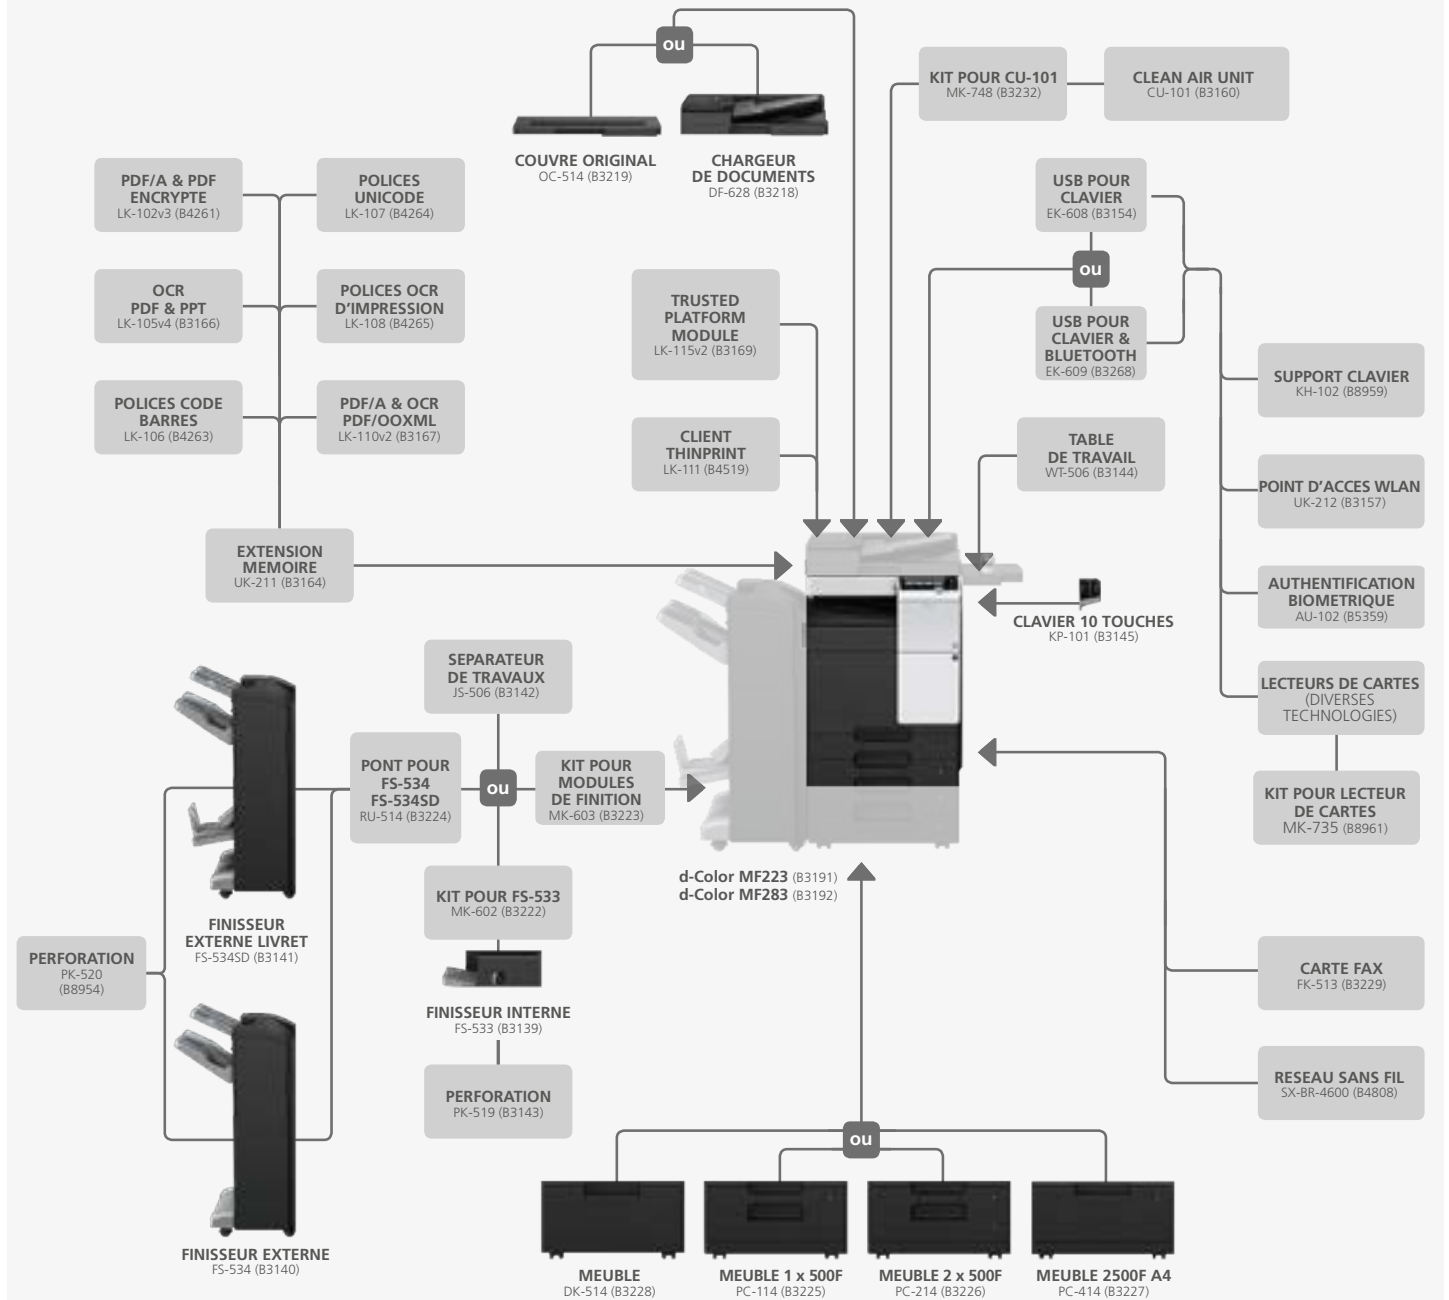 ou
KIT POUR CU-101
MK-748 (B3232)
CLEAN AIR UNIT
CU-101 (B3160)
COUVRE ORIGINAL
OC-514 (B3219)
CHARGEUR
DE DOCUMENTS
DF-628 (B3218)
PDF/A & PDF
ENCRYPTE
LK-102v3 (B4261)
POLICES
UNICODE
LK-107 (B4264)
USB POUR
CLAVIER
EK-608 (B3154)
ou
USB POUR
CLAVIER &
BLUETOOTH
EK-609 (B3268)
OCR
PDF & PPT
LK-105v4 (B3166)
POLICES OCR
D'IMPRESSION
LK-108 (B4265)
TRUSTED
PLATFORM
MODULE
LK-115v2 (B3169)
SUPPORT CLAVIER
KH-102 (B8959)
POLICES CODE
BARRES
LK-106 (B4263)
PDF/A & OCR
PDF/OOXML
LK-110v2 (B3167)
CLIENT
THINPRINT
LK-111 (B4519)
TABLE
DE TRAVAIL
WT-506 (B3144)
POINT D'ACCES WLAN
UK-212 (B3157)
EXTENSION
MEMOIRE
UK-211 (B3164)
AUTHENTIFICATION
BIOMETRIQUE
AU-102 (B5359)
CLAVIER 10 TOUCHES
KP-101 (B3145)
SEPARATEUR
DE TRAVAUX
JS-506 (B3142)
LECTEURS DE CARTES
(DIVERSES
TECHNOLOGIES)
PONT POUR
FS-534
FS-534SD
RU-514 (B3224)
ou
KIT POUR
MODULES
DE FINITION
MK-603 (B3223)
KIT POUR LECTEUR
DE CARTES
MK-735 (B8961)
d-Color MF223 (B3191)
d-Color MF283 (B3192)
KIT POUR FS-533
MK-602 (B3222)
FINISSEUR
EXTERNE LIVRET
FS-534SD (B3141)
PERFORATION
PK-520
(B8954)
FINISSEUR INTERNE
FS-533 (B3139)
CARTE FAX
FK-513 (B3229)
PERFORATION
PK-519 (B3143)
RESEAU SANS FIL
SX-BR-4600 (B4808)
ou
FINISSEUR EXTERNE
FS-534 (B3140)
MEUBLE
DK-514 (B3228)
MEUBLE 1 x 500F
PC-114 (B3225)
MEUBLE 2 x 500F
PC-214 (B3226)
MEUBLE 2500F A4
PC-414 (B3227)